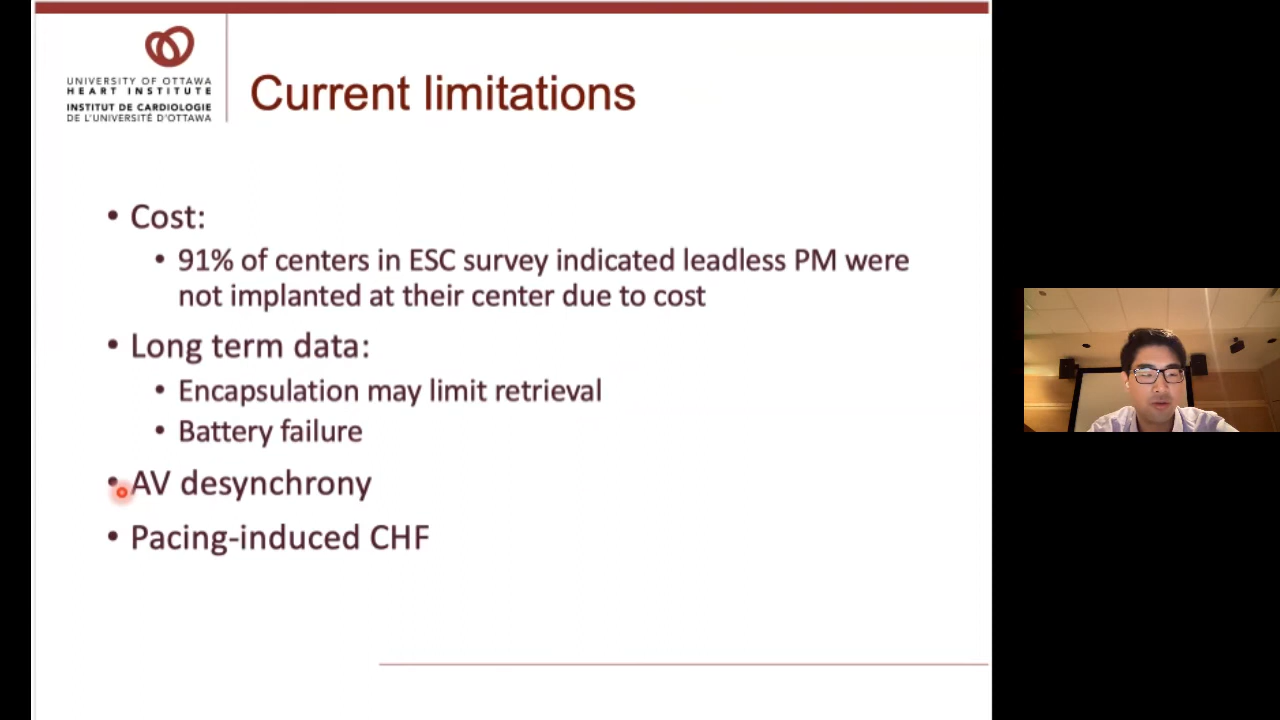 UNIVERSITY OF OTTAWA
HEART INSTITUTE
INSTITUT DE CARDIOLOGIE
DE L'UNIVERSITÉ D'OTTAWA
Current limitations
• Cost:
• 91% of centers in ESC survey indicated leadless PM were
not implanted at their center due to cost
• Long term data:
• Encapsulation may limit retrieval
• Battery failure
• AV desynchrony
• Pacing-induced CHF